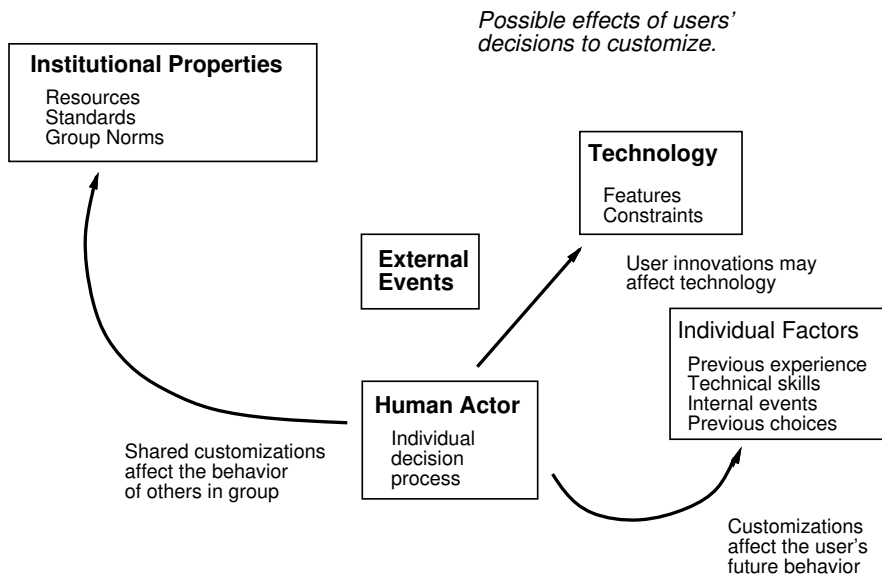 Possible effects of users'
decisions to customize.
Institutional Properties
Resources
Standards
Group Norms
Technology
Features
Constraints
External
Events
User innovations may
affect technology
Individual Factors
Previous experience
Technical skills
Internal events
Previous choices
Human Actor
Individual
decision
process
Shared customizations
affect the behavior
of others in group
Customizations
affect the user's
future behavior